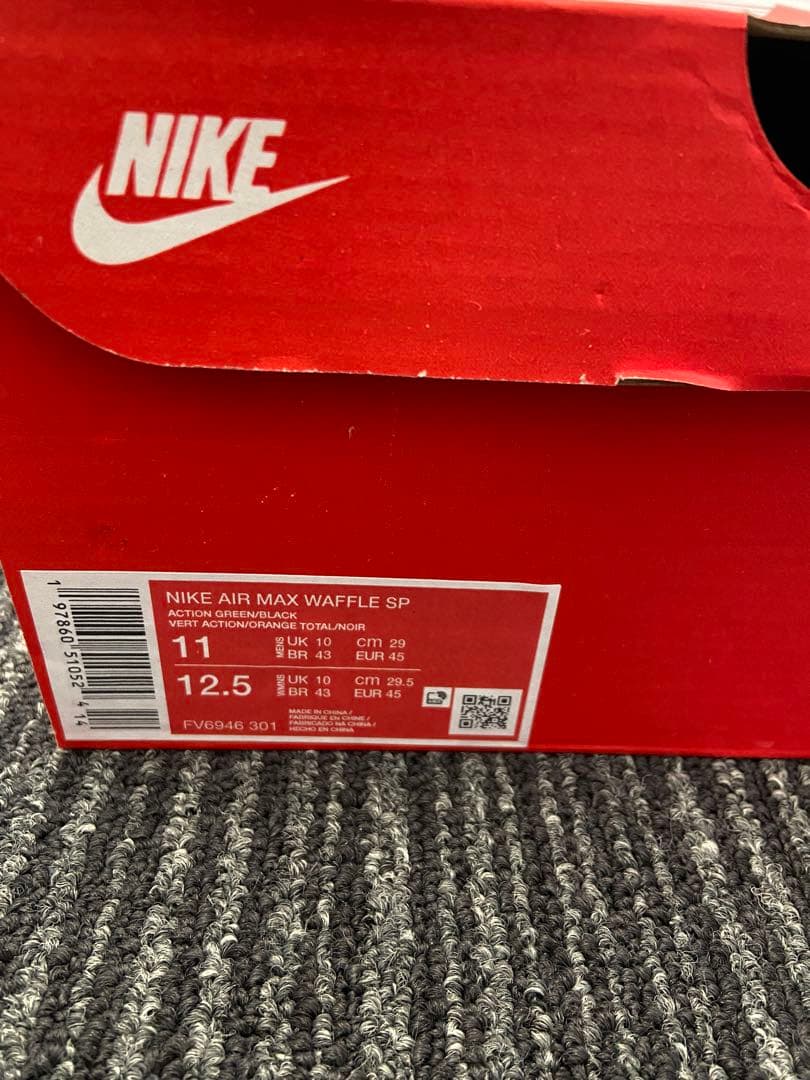 NIKE
NIKE AIR MAX WAFFLE SP
ACTION GREEN/BLACK
VERT ACTION/ORANGE TOTAL/NOIR
11 MENS UK 10 cm 29
BR 43 EUR 45
12.5 WMNS UK 10 cm 29.5
BR 43 EUR 45
FV6946 301
MADE IN CHINA /
FABRIQUÉ EN CHINE /
FABRICADO NA CHINA /
HECHO EN CHINA
1 97860 51052 4